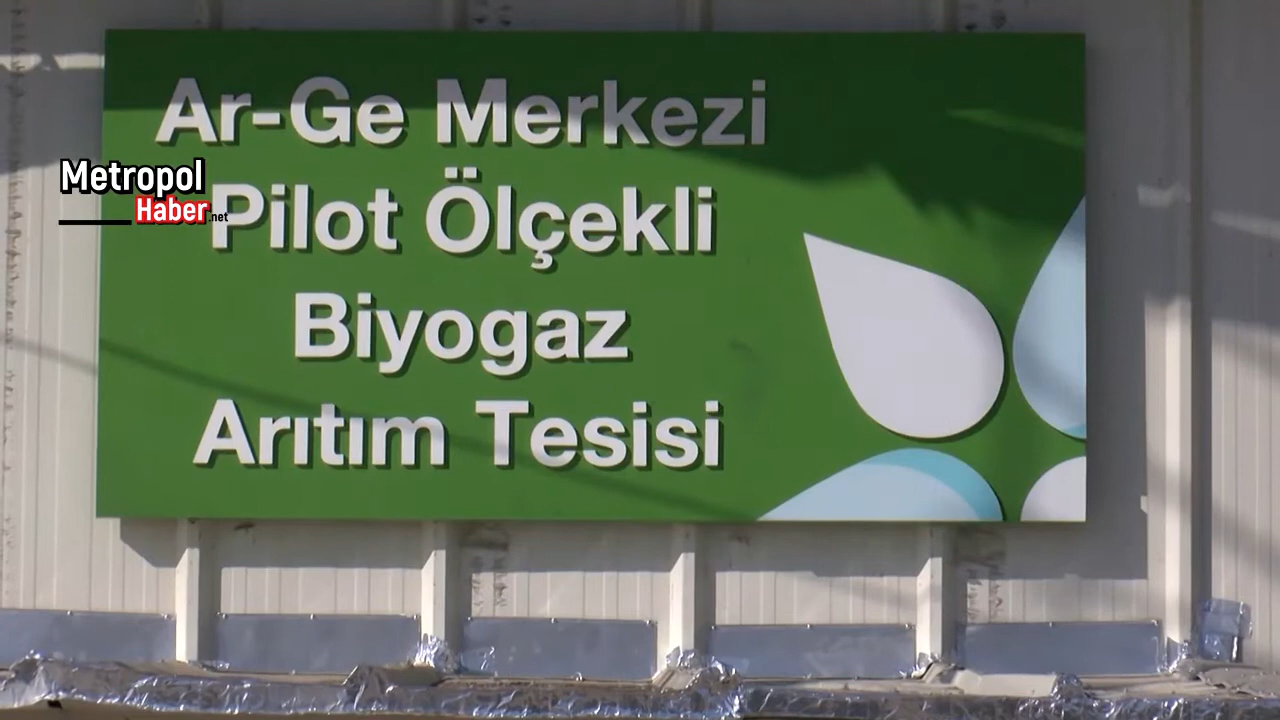 Ar-Ge Merkezi
Metropol
Haber.net
Pilot Ölçekli
Biyogaz
Arıtım Tesisi